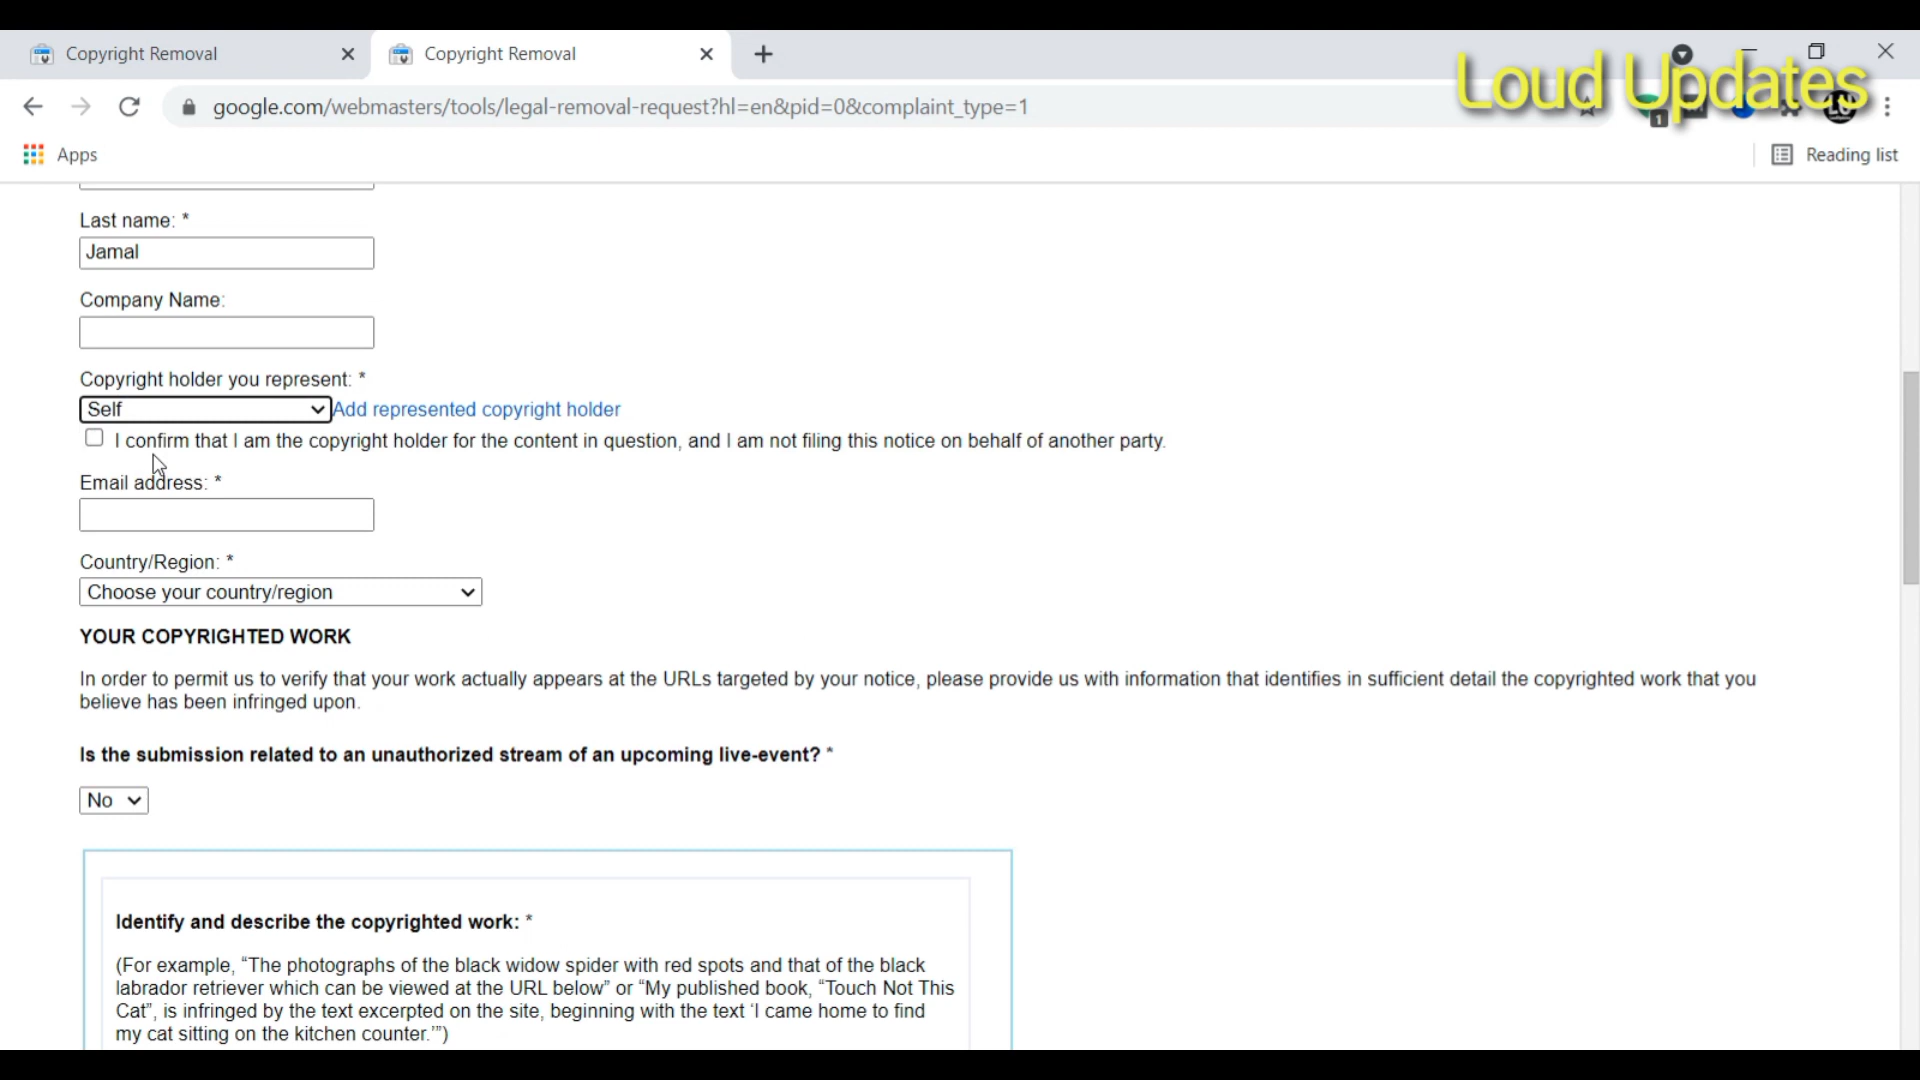 Copyright Removal
Copyright Removal
Loud Updates
google.com/webmasters/tools/legal-removal-request?hl=en&pid=0&complaint_type=1
1
Apps
Reading list
Last name: *
Jamal
Company Name:
Copyright holder you represent: *
Self Add represented copyright holder
I confirm that I am the copyright holder for the content in question, and I am not filing this notice on behalf of another party.
Email address: *
Country/Region: *
Choose your country/region
YOUR COPYRIGHTED WORK
In order to permit us to verify that your work actually appears at the URLs targeted by your notice, please provide us with information that identifies in sufficient detail the copyrighted work that you
believe has been infringed upon.
Is the submission related to an unauthorized stream of an upcoming live-event? *
No
Identify and describe the copyrighted work: *
(For example, “The photographs of the black widow spider with red spots and that of the black
labrador retriever which can be viewed at the URL below” or “My published book, “Touch Not This
Cat”, is infringed by the text excerpted on the site, beginning with the text ‘I came home to find
my cat sitting on the kitchen counter.’”)